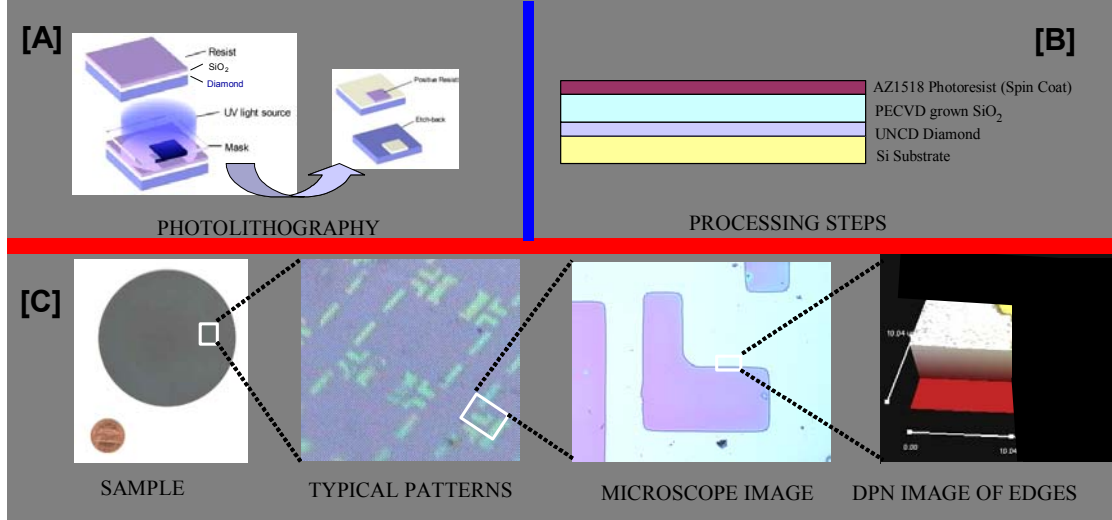 [A]
Resist
SiO2
Diamond
UV light source
Mask
Positive Resist
Etch-back
PHOTOLITHOGRAPHY
[B]
AZ1518 Photoresist (Spin Coat)
PECVD grown SiO2
UNCD Diamond
Si Substrate
PROCESSING STEPS
[C]
10.04
0.00
10.04
SAMPLE
TYPICAL PATTERNS
MICROSCOPE IMAGE
DPN IMAGE OF EDGES